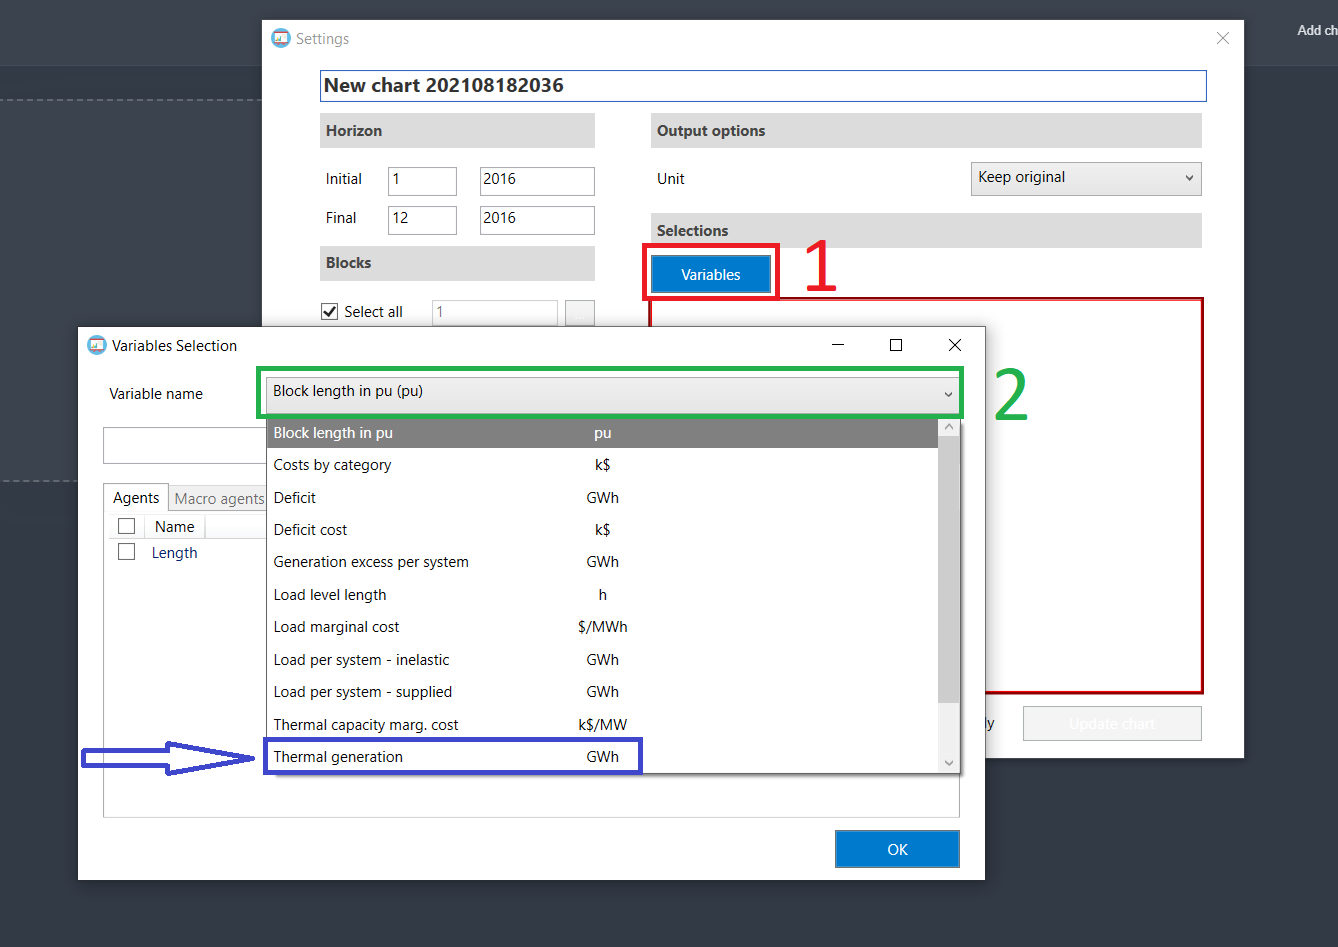 Settings
Add ch
New chart 202108182036
Horizon
Output options
Initial 1 2016
Unit Keep original
Final 12 2016
Selections
Blocks
Variables 1
Select all 1
Variables Selection
Variable name Block length in pu (pu) 2
Block length in pu pu
Costs by category k$
Deficit GWh
Agents Macro agents
Name
Deficit cost k$
Length
Generation excess per system GWh
Load level length h
Load marginal cost $/MWh
Load per system - inelastic GWh
Load per system - supplied GWh
Thermal capacity marg. cost k$/MW
ly Update chart
Thermal generation GWh
OK